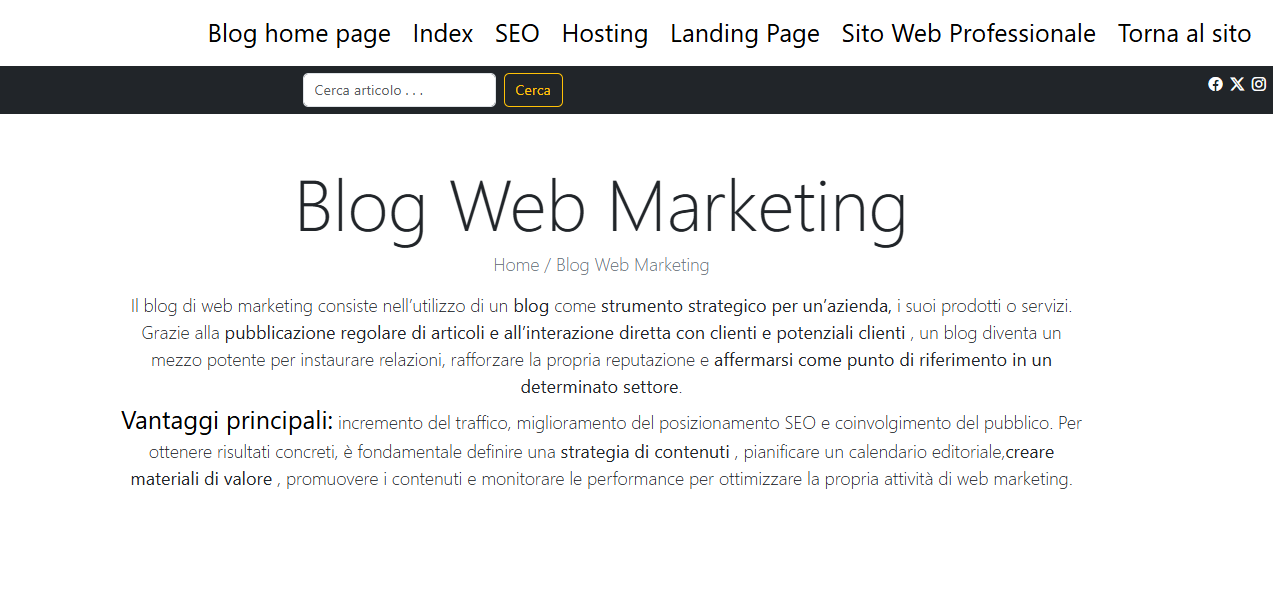 Blog home page Index SEO Hosting Landing Page Sito Web Professionale Torna al sito
Cerca articolo . . . Cerca
Blog Web Marketing
Home / Blog Web Marketing
Il blog di web marketing consiste nell’utilizzo di un blog come strumento strategico per un’azienda, i suoi prodotti o servizi.
Grazie alla pubblicazione regolare di articoli e all’interazione diretta con clienti e potenziali clienti , un blog diventa un
mezzo potente per instaurare relazioni, rafforzare la propria reputazione e affermarsi come punto di riferimento in un
determinato settore.
Vantaggi principali: incremento del traffico, miglioramento del posizionamento SEO e coinvolgimento del pubblico. Per
ottenere risultati concreti, è fondamentale definire una strategia di contenuti , pianificare un calendario editoriale,creare
materiali di valore , promuovere i contenuti e monitorare le performance per ottimizzare la propria attività di web marketing.